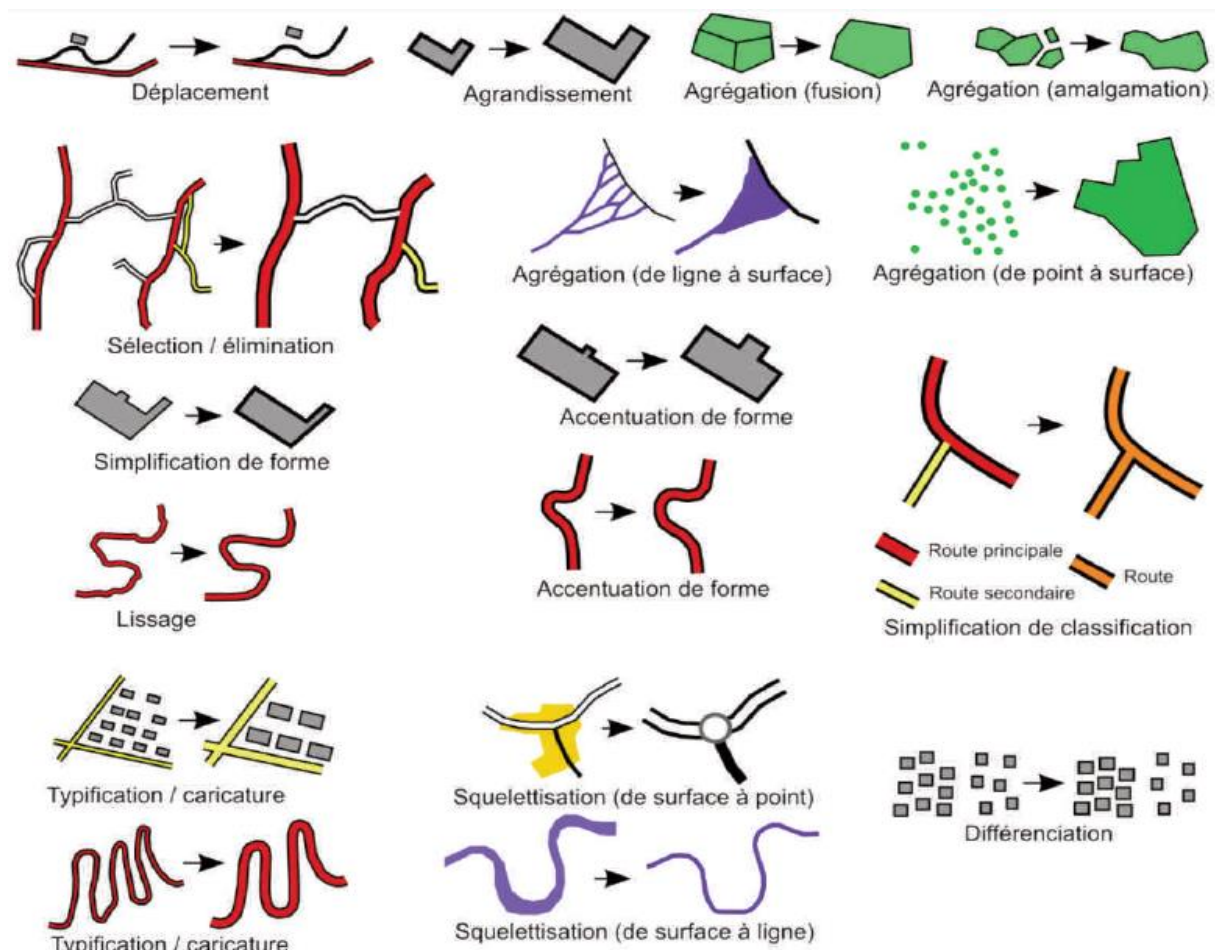 Déplacement
Agrandissement
Agrégation (fusion)
Agrégation (amalgamation)
Sélection / élimination
Agrégation (de ligne à surface)
Agrégation (de point à surface)
Simplification de forme
Accentuation de forme
Lissage
Accentuation de forme
Route principale
Route
Route secondaire
Simplification de classification
Typification / caricature
Squelettisation (de surface à point)
Différenciation
Typification / caricature
Squelettisation (de surface à ligne)